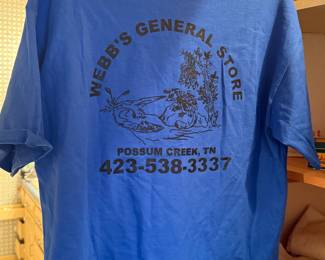 WEBB'S GENERAL STORE
POSSUM CREEK, TN
423-538-3337